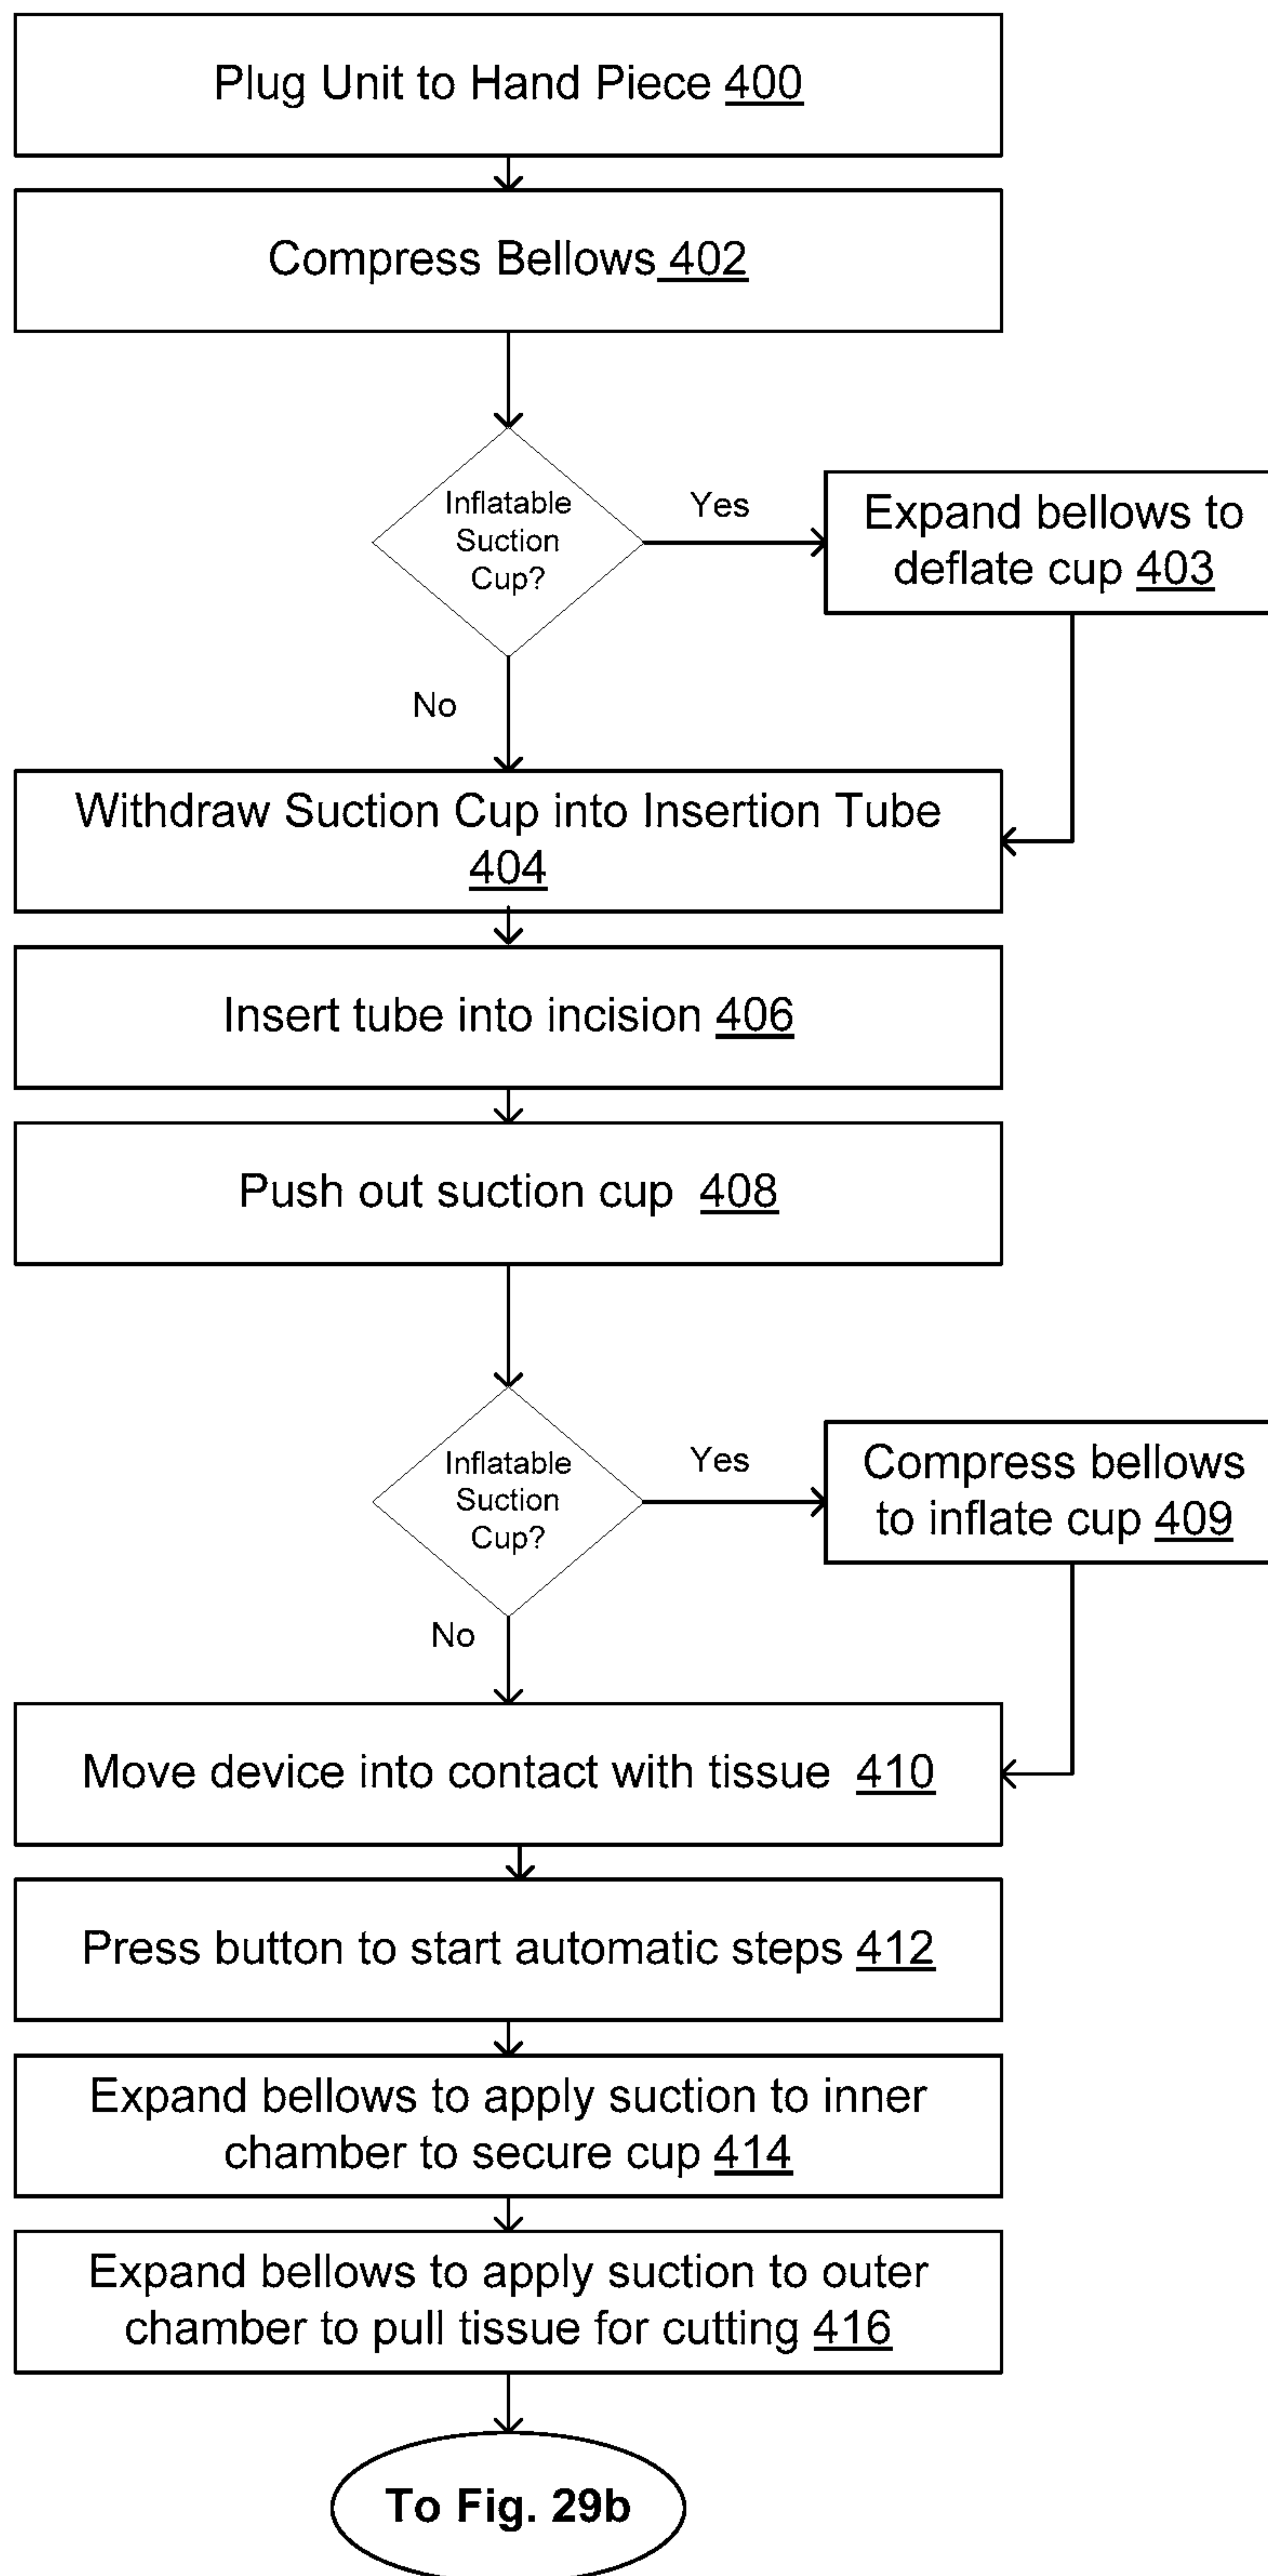 Plug Unit to Hand Piece 400
Compress Bellows 402
Inflatable
Suction
Cup?
Yes
Expand bellows to
deflate cup 403
No
Withdraw Suction Cup into Insertion Tube
404
Insert tube into incision 406
Push out suction cup 408
Inflatable
Suction
Cup?
Yes
Compress bellows
to inflate cup 409
No
Move device into contact with tissue 410
Press button to start automatic steps 412
Expand bellows to apply suction to inner
chamber to secure cup 414
Expand bellows to apply suction to outer
chamber to pull tissue for cutting 416
To Fig. 29b